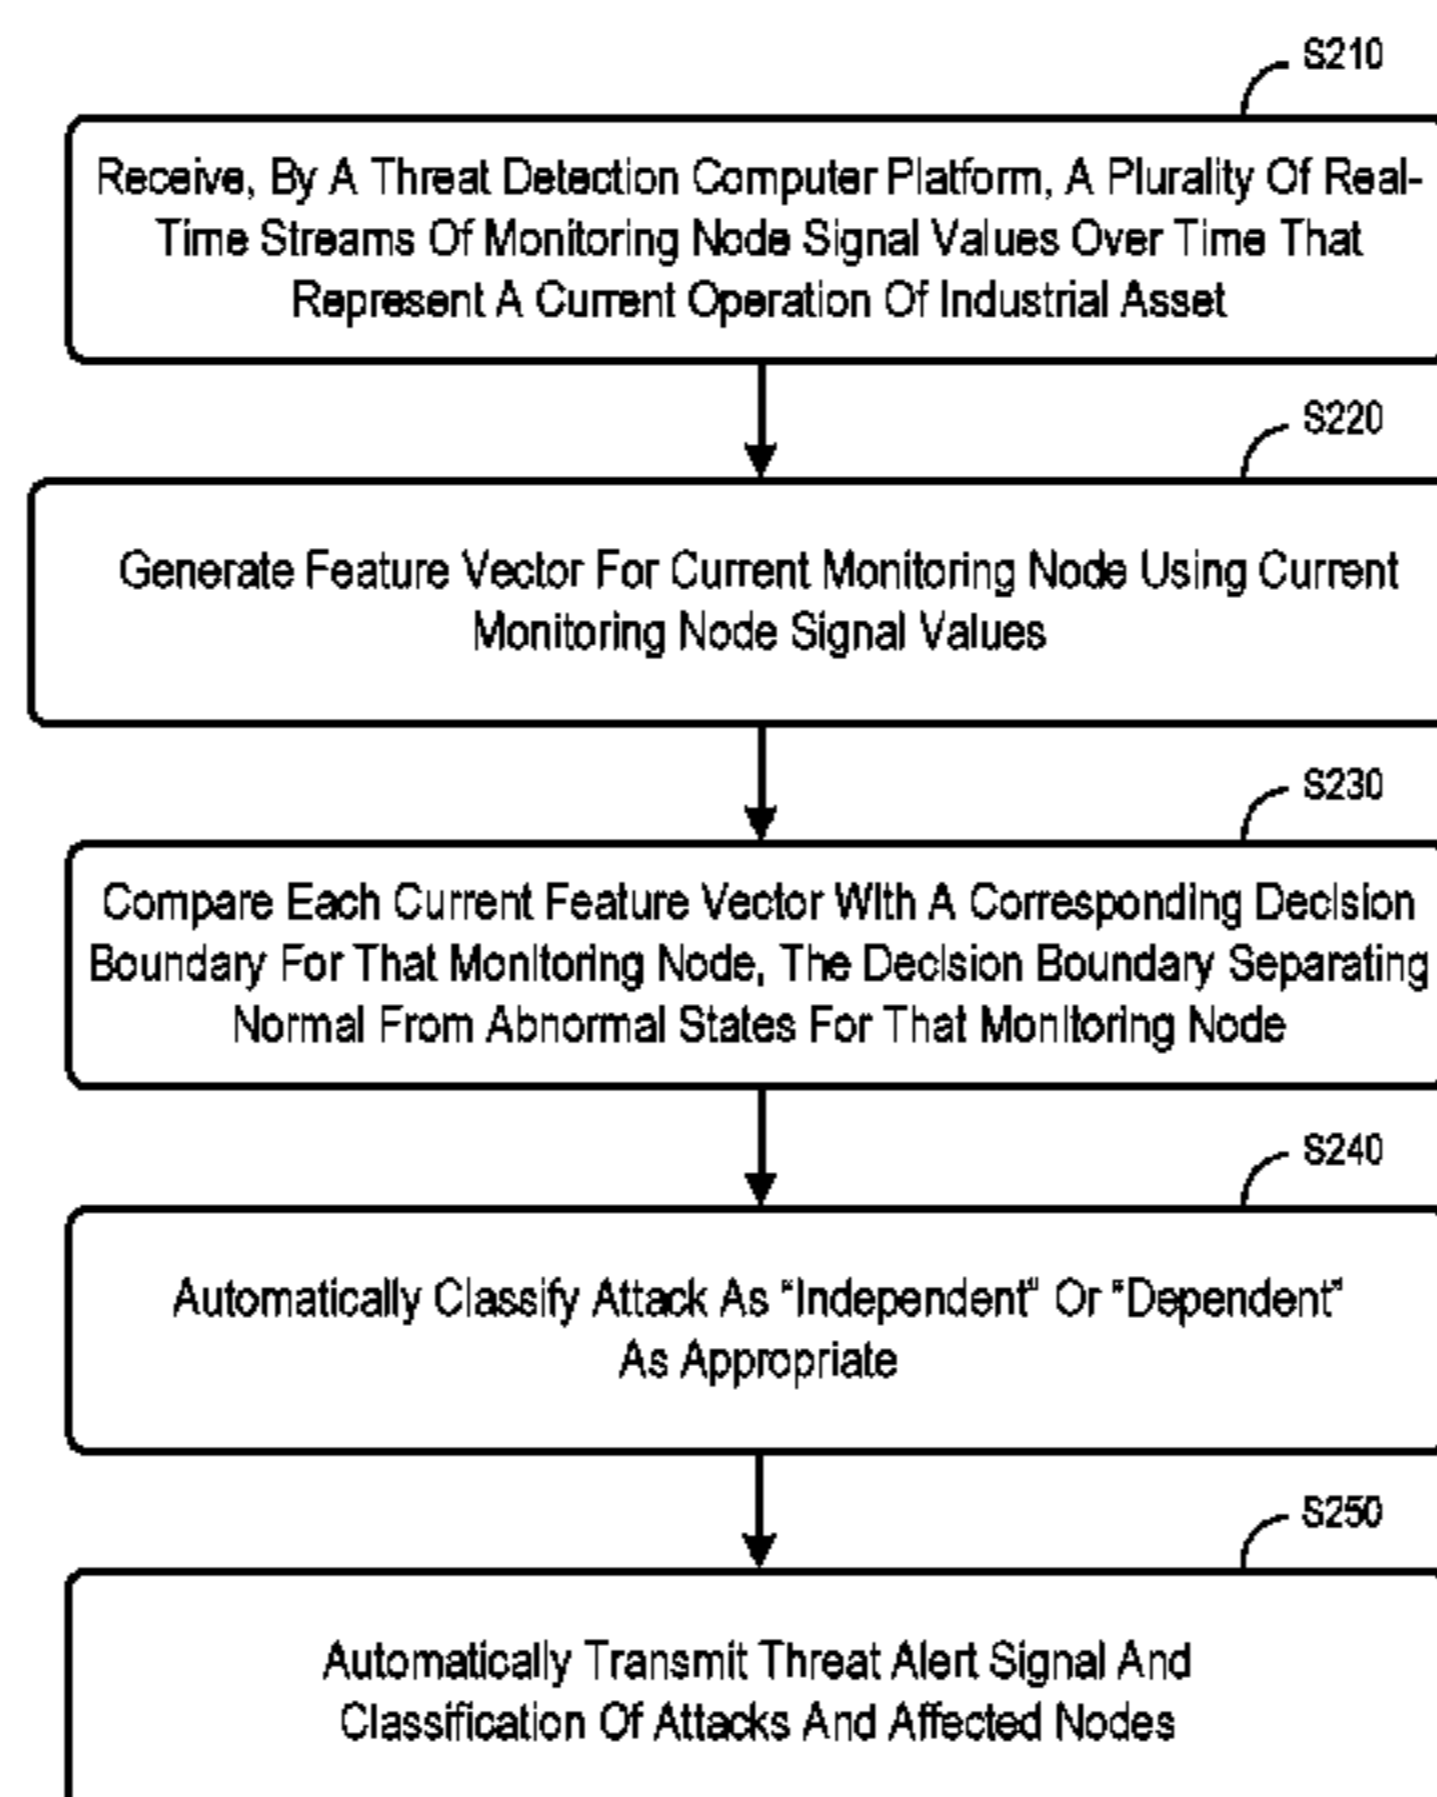 S210
Receive, By A Threat Detection Computer Platform, A Plurality Of Real-
Time Streams Of Monitoring Node Signal Values Over Time That
Represent A Current Operation Of Industrial Asset
S220
Generate Feature Vector For Current Monitoring Node Using Current
Monitoring Node Signal Values
S230
Compare Each Current Feature Vector With A Corresponding Decision
Boundary For That Monitoring Node, The Decision Boundary Separating
Normal From Abnormal States For That Monitoring Node
S240
Automatically Classify Attack As "Independent" Or "Dependent"
As Appropriate
S250
Automatically Transmit Threat Alert Signal And
Classification Of Attacks And Affected Nodes